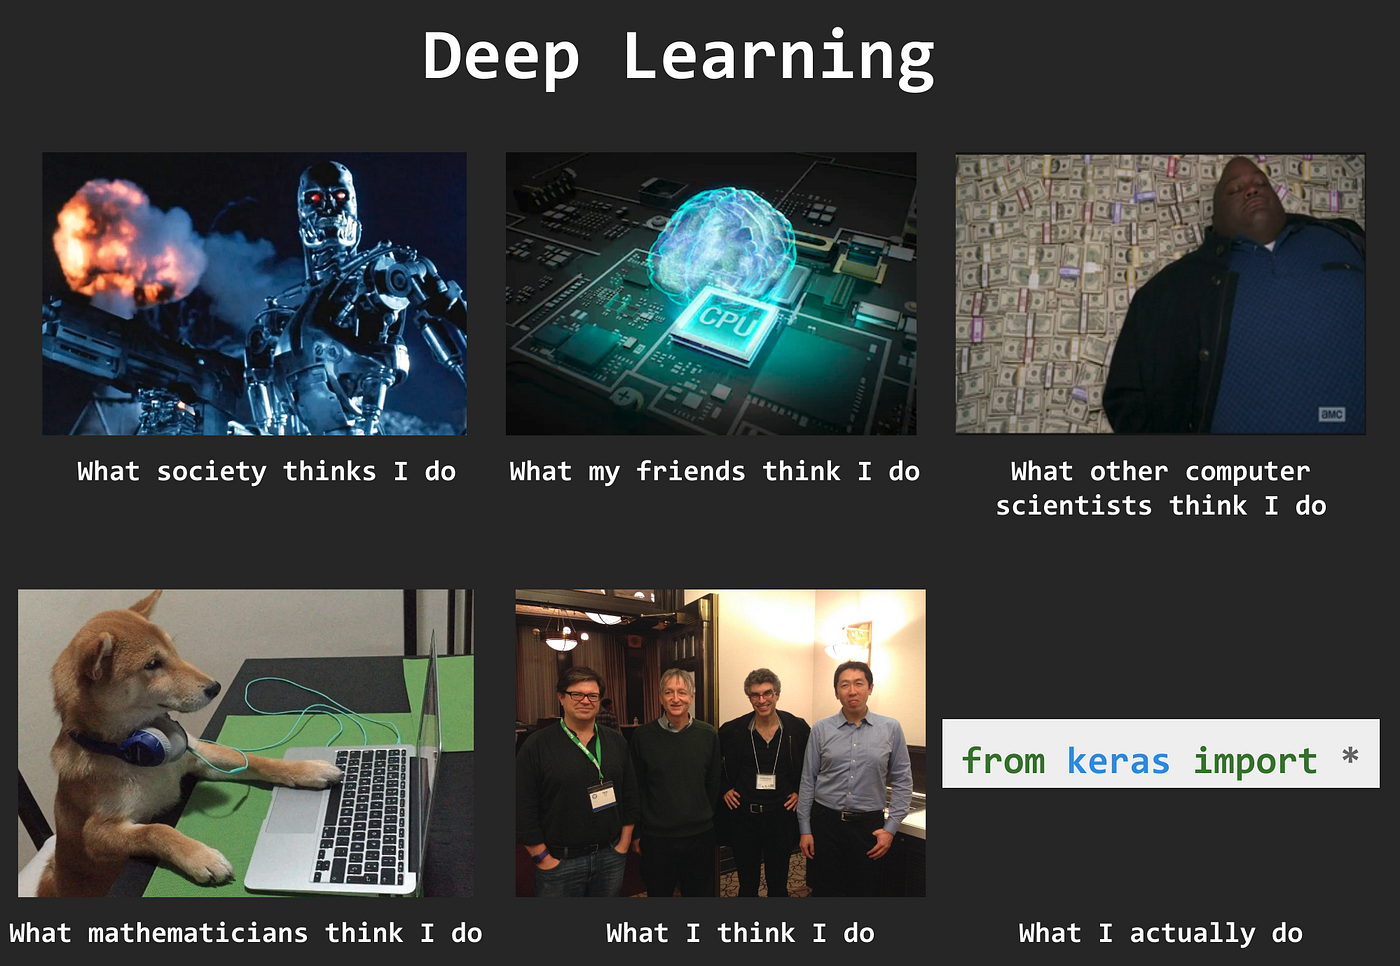 Deep Learning
CPU
amc
What society thinks I do
What my friends think I do
What other computer
scientists think I do
from keras import *
What mathematicians think I do
What I think I do
What I actually do